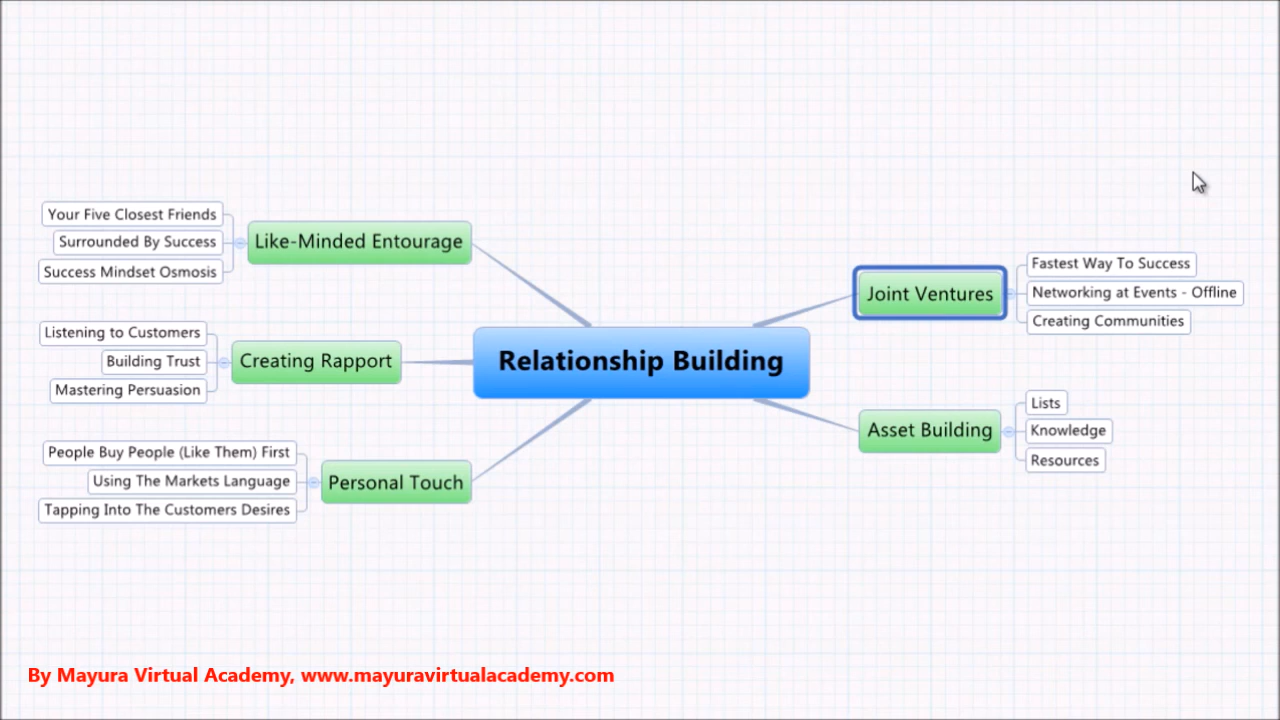 Relationship Building
Joint Ventures
Fastest Way To Success
Networking at Events - Offline
Creating Communities
Asset Building
Lists
Knowledge
Resources
Like-Minded Entourage
Your Five Closest Friends
Surrounded By Success
Success Mindset Osmosis
Creating Rapport
Listening to Customers
Building Trust
Mastering Persuasion
Personal Touch
People Buy People (Like Them) First
Using The Markets Language
Tapping Into The Customers Desires
By Mayura Virtual Academy, www.mayuravirtualacademy.com